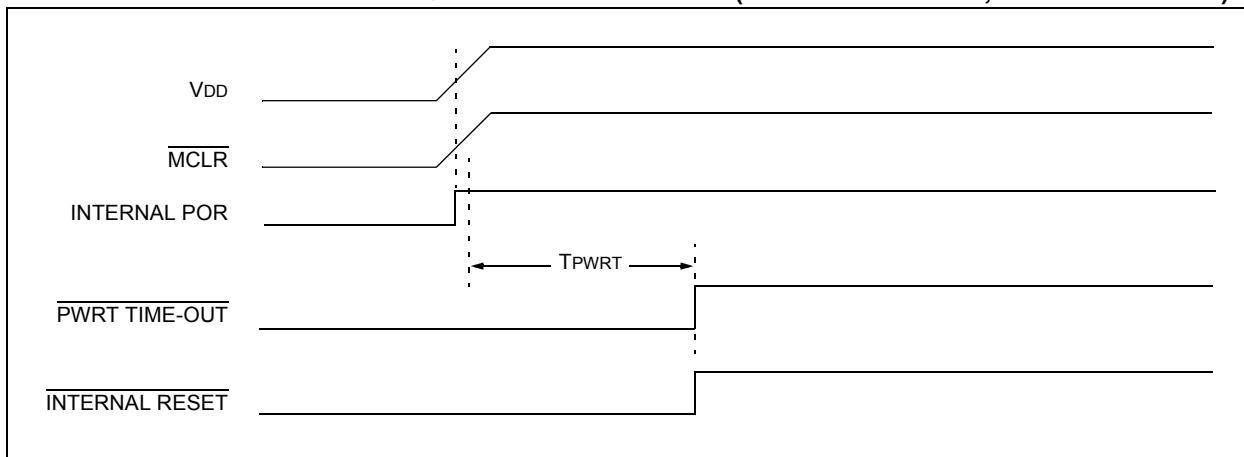 VDD
MCLR
INTERNAL POR
TPWRT
PWRT TIME-OUT
INTERNAL RESET